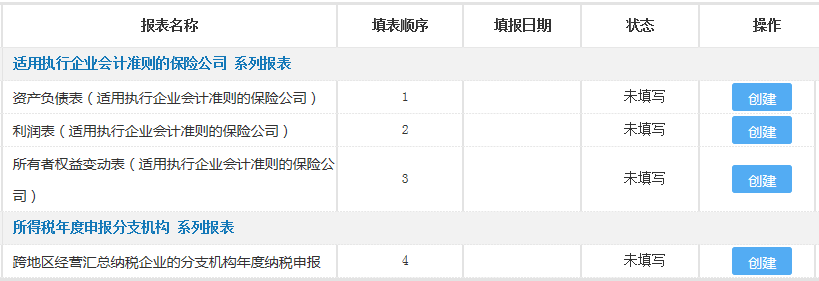 报表名称 填表顺序 填报日期 状态 操作
适用执行企业会计准则的保险公司 系列报表
资产负债表（适用执行企业会计准则的保险公司） 1 未填写 创建
利润表（适用执行企业会计准则的保险公司） 2 未填写 创建
所有者权益变动表（适用执行企业会计准则的保险公
司） 3 未填写 创建
所得税年度申报分支机构 系列报表
跨地区经营汇总纳税企业的分支机构年度纳税申报 4 未填写 创建